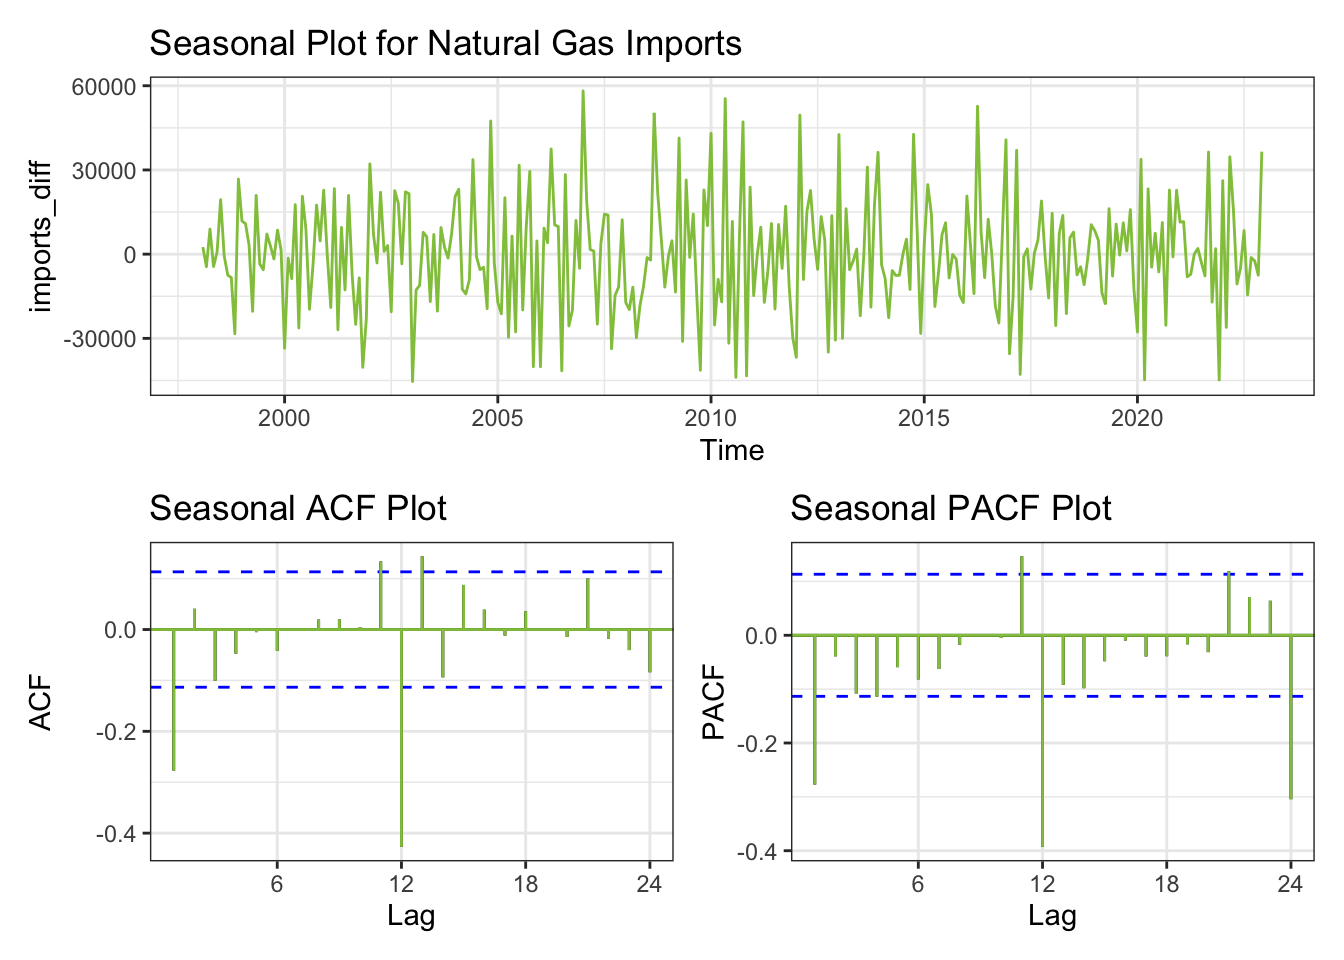 Seasonal Plot for Natural Gas Imports
60000
30000
0
-30000
imports_diff
2000 2005 2010 2015 2020
Time
Seasonal ACF Plot
0.0
-0.2
-0.4
ACF
6 12 18 24
Lag
Seasonal PACF Plot
0.0
-0.2
-0.4
PACF
6 12 18 24
Lag